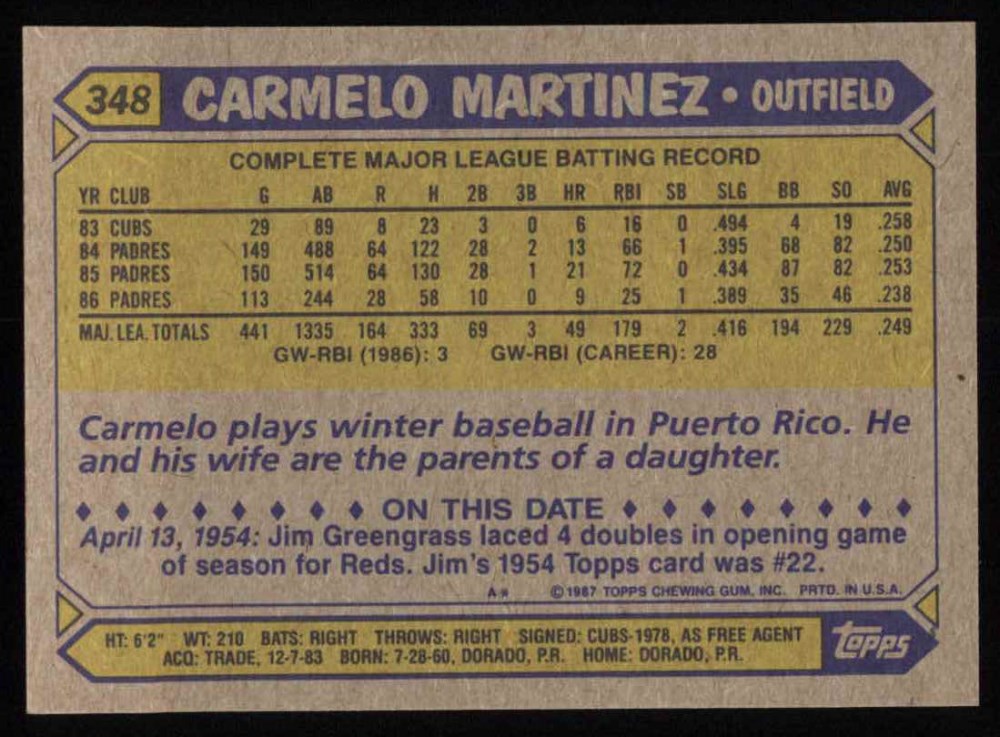 348 CARMELO MARTINEZ • OUTFIELD
COMPLETE MAJOR LEAGUE BATTING RECORD
YR CLUB G AB R H 2B 3B HR RBI SB SLG BB SO AVG
83 CUBS 29 89 8 23 3 0 6 16 0 .494 4 19 .258
84 PADRES 149 488 64 122 28 2 13 66 1 .395 68 82 .250
85 PADRES 150 514 64 130 28 1 21 72 0 .434 87 82 .253
86 PADRES 113 244 28 58 10 0 9 25 1 .389 35 46 .238
MAJ. LEA. TOTALS 441 1335 164 333 69 3 49 179 2 .416 194 229 .249
GW-RBI (1986): 3 GW-RBI (CAREER): 28
Carmelo plays winter baseball in Puerto Rico. He
and his wife are the parents of a daughter.
♦ ♦ ♦ ♦ ♦ ♦ ♦ ♦ ON THIS DATE ♦ ♦ ♦ ♦ ♦ ♦ ♦ ♦
April 13, 1954: Jim Greengrass laced 4 doubles in opening game
of season for Reds. Jim's 1954 Topps card was #22.
A* © 1987 TOPPS CHEWING GUM, INC. PRTD. IN U.S.A.
HT: 6'2" WT: 210 BATS: RIGHT THROWS: RIGHT SIGNED: CUBS-1978, AS FREE AGENT
ACQ: TRADE, 12-7-83 BORN: 7-28-60, DORADO, P.R. HOME: DORADO, P.R.
Topps